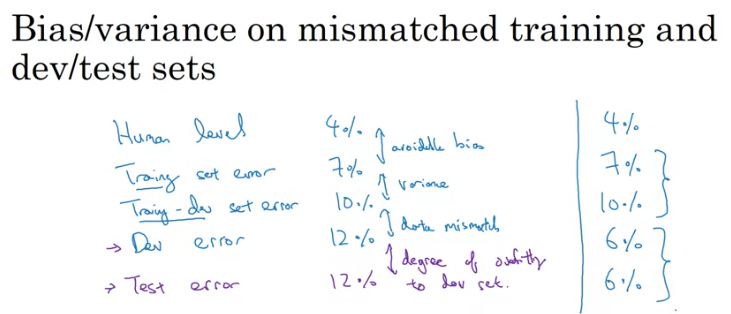 Bias/variance on mismatched training and
dev/test sets
Human level 4% 4%
avoidable bias
Training set error 7% 7%
variance
Training-dev set error 10% 10%
data mismatch
→ Dev error 12% 6%
degree of overfitting
to dev set.
→ Test error 12% 6%